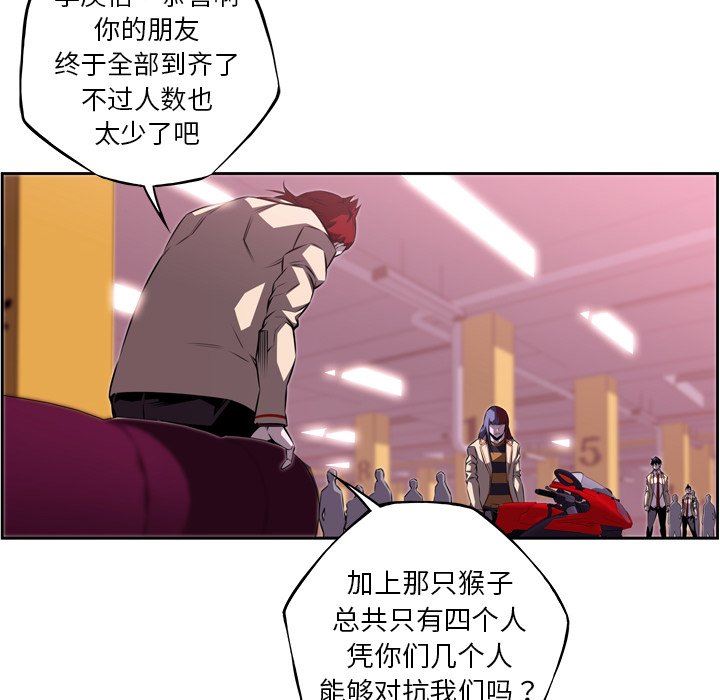 你的朋友
终于全部到齐了
不过人数也
太少了吧
5
加上那只猴子
总共只有四个人
凭你们几个人
能够对抗我们吗？